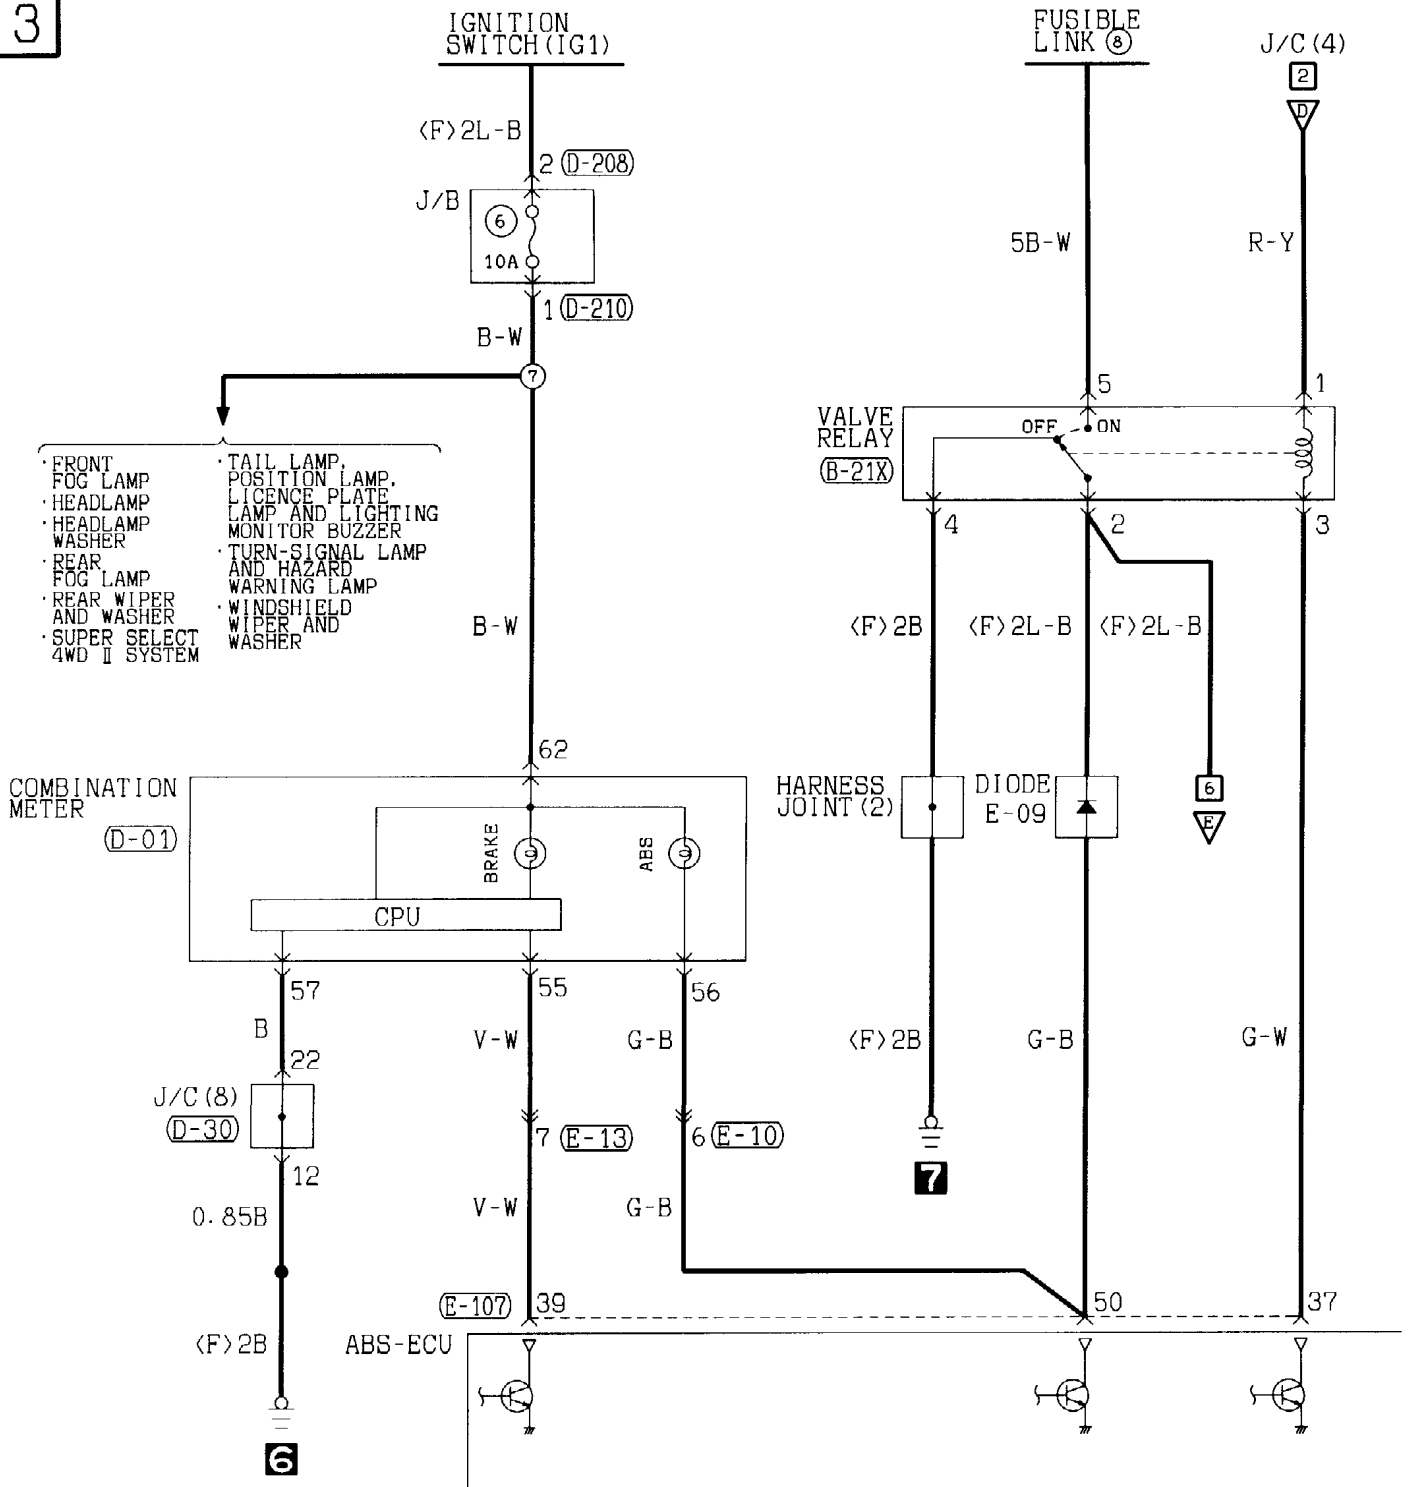 3
IGNITION
SWITCH(IG1)
FUSIBLE
LINK ⑧
J/C(4)
2
D
<F>2L-B
2 (D-208)
J/B
6
10A
5B-W
R-Y
1 (D-210)
B-W
7
5
1
VALVE
RELAY
(B-21X)
OFF
ON
4
2
3
· FRONT
FOG LAMP
· HEADLAMP
· HEADLAMP
WASHER
· REAR
FOG LAMP
· REAR WIPER
AND WASHER
· SUPER SELECT
4WD Ⅱ SYSTEM
· TAIL LAMP,
POSITION LAMP,
LICENCE PLATE
LAMP AND LIGHTING
MONITOR BUZZER
· TURN-SIGNAL LAMP
AND HAZARD
WARNING LAMP
· WINDSHIELD
WIPER AND
WASHER
B-W
<F>2B
<F>2L-B
<F>2L-B
62
COMBINATION
METER
(D-01)
BRAKE
ABS
CPU
HARNESS
JOINT(2)
DIODE
E-09
6
E
57
55
56
B
V-W
G-B
<F>2B
G-B
G-W
22
J/C(8)
(D-30)
7 (E-13)
6 (E-10)
12
7
0.85B
V-W
G-B
(E-107)
39
50
37
<F>2B
ABS-ECU
6